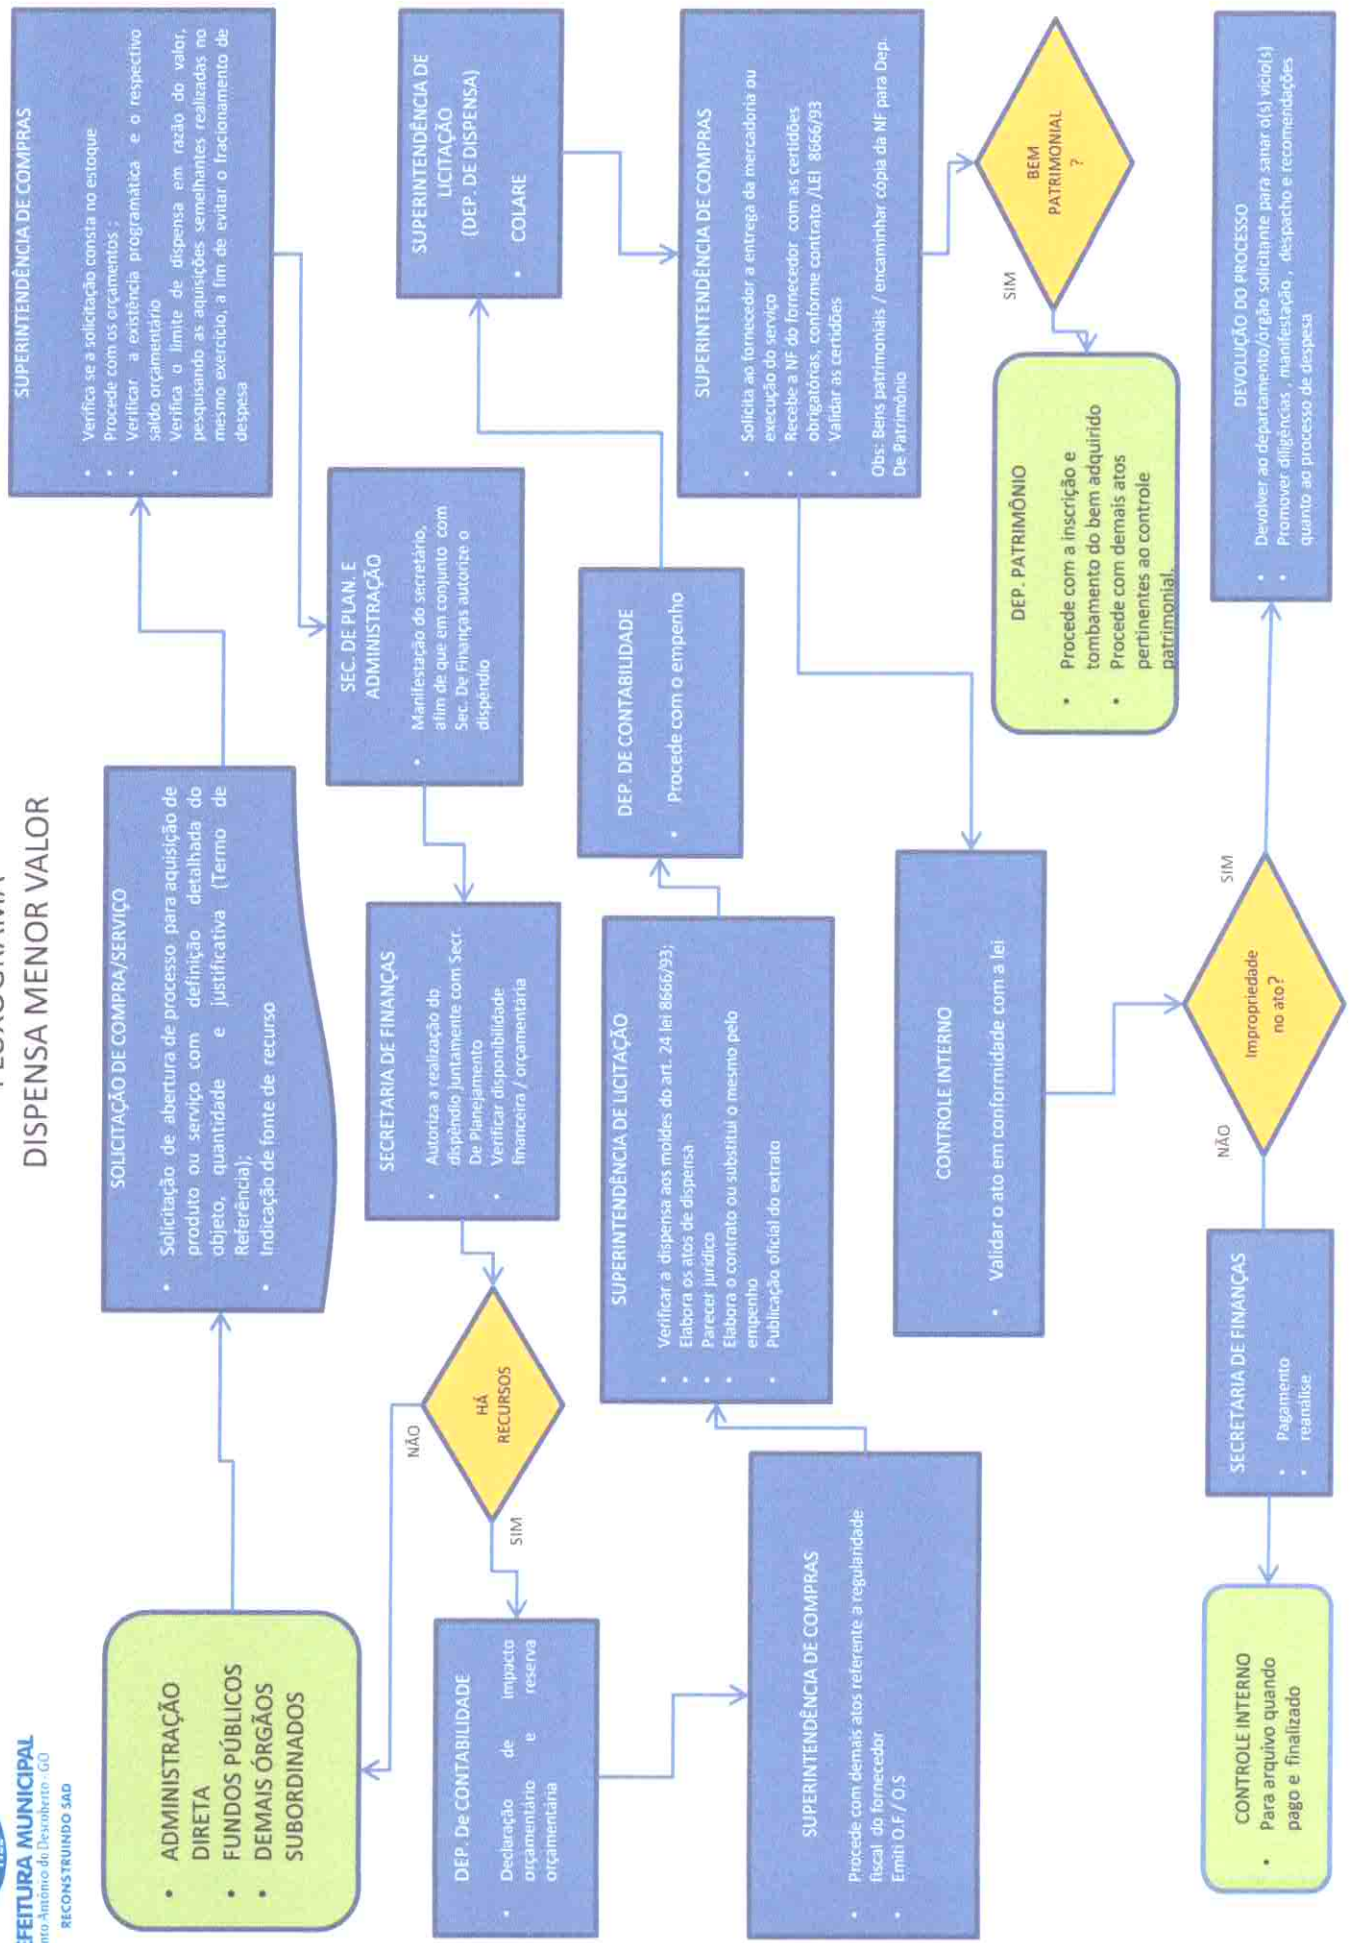 EFEITURA MUNICIPAL
nto Antônio do Descoberto - GO
RECONSTRUINDO SAD
DISPENSA MENOR VALOR
• ADMINISTRAÇÃO
DIRETA
• FUNDOS PÚBLICOS
• DEMAIS ÓRGÃOS
SUBORDINADOS
SOLICITAÇÃO DE COMPRA/SERVIÇO
• Solicitação de abertura de processo para aquisição de
produto ou serviço com definição detalhada do
objeto, quantidade e justificativa (Termo de
Referência);
• Indicação de fonte de recurso
SUPERINTENDÊNCIA DE COMPRAS
• Verifica se a solicitação consta no estoque
• Procede com os orçamentos ;
• Verificar a existência programática e o respectivo
saldo orçamentário
• Verifica o limite de dispensa em razão do valor,
pesquisando as aquisições semelhantes realizadas no
mesmo exercício, a fim de evitar o fracionamento de
despesa
SEC. DE PLAN. E
ADMINISTRAÇÃO
• Manifestação do secretário,
afim de que em conjunto com
Sec. De Finanças autorize o
dispêndio
SECRETARIA DE FINANÇAS
• Autoriza a realização do
dispêndio juntamente com Secr.
De Planejamento
• Verificar disponibilidade
financeira / orçamentária
HÁ
RECURSOS
NÃO
SIM
DEP. De CONTABILIDADE
• Declaração de impacto
orçamentário e reserva
orçamentária
SUPERINTENDÊNCIA DE COMPRAS
• Procede com demais atos referente a regularidade
fiscal do fornecedor
• Emiti O.F / O.S
SUPERINTENDÊNCIA DE LICITAÇÃO
• Verificar a dispensa aos moldes do art. 24 lei 8666/93;
• Elabora os atos de dispensa
• Parecer jurídico
• Elabora o contrato ou substitui o mesmo pelo
empenho
• Publicação oficial do extrato
DEP. DE CONTABILIDADE
• Procede com o empenho
SUPERINTENDÊNCIA DE
LICITAÇÃO
(DEP. DE DISPENSA)
• COLARE
SUPERINTENDÊNCIA DE COMPRAS
• Solicita ao fornecedor a entrega da mercadoria ou
execução do serviço
• Recebe a NF do fornecedor com as certidões
obrigatórias, conforme contrato /LEI 8666/93
• Validar as certidões
Obs: Bens patrimoniais / encaminhar cópia da NF para Dep.
De Patrimônio
BEM
PATRIMONIAL
?
SIM
DEP. PATRIMÔNIO
• Procede com a inscrição e
tombamento do bem adquirido
• Procede com demais atos
pertinentes ao controle
patrimonial.
CONTROLE INTERNO
• Validar o ato em conformidade com a lei
Impropriedade
no ato?
NÃO
SIM
DEVOLUÇÃO DO PROCESSO
• Devolver ao departamento/órgão solicitante para sanar o(s) vício(s)
• Promover diligências , manifestação , despacho e recomendações
quanto ao processo de despesa
SECRETARIA DE FINANÇAS
• Pagamento
• reanálise
CONTROLE INTERNO
• Para arquivo quando
pago e finalizado